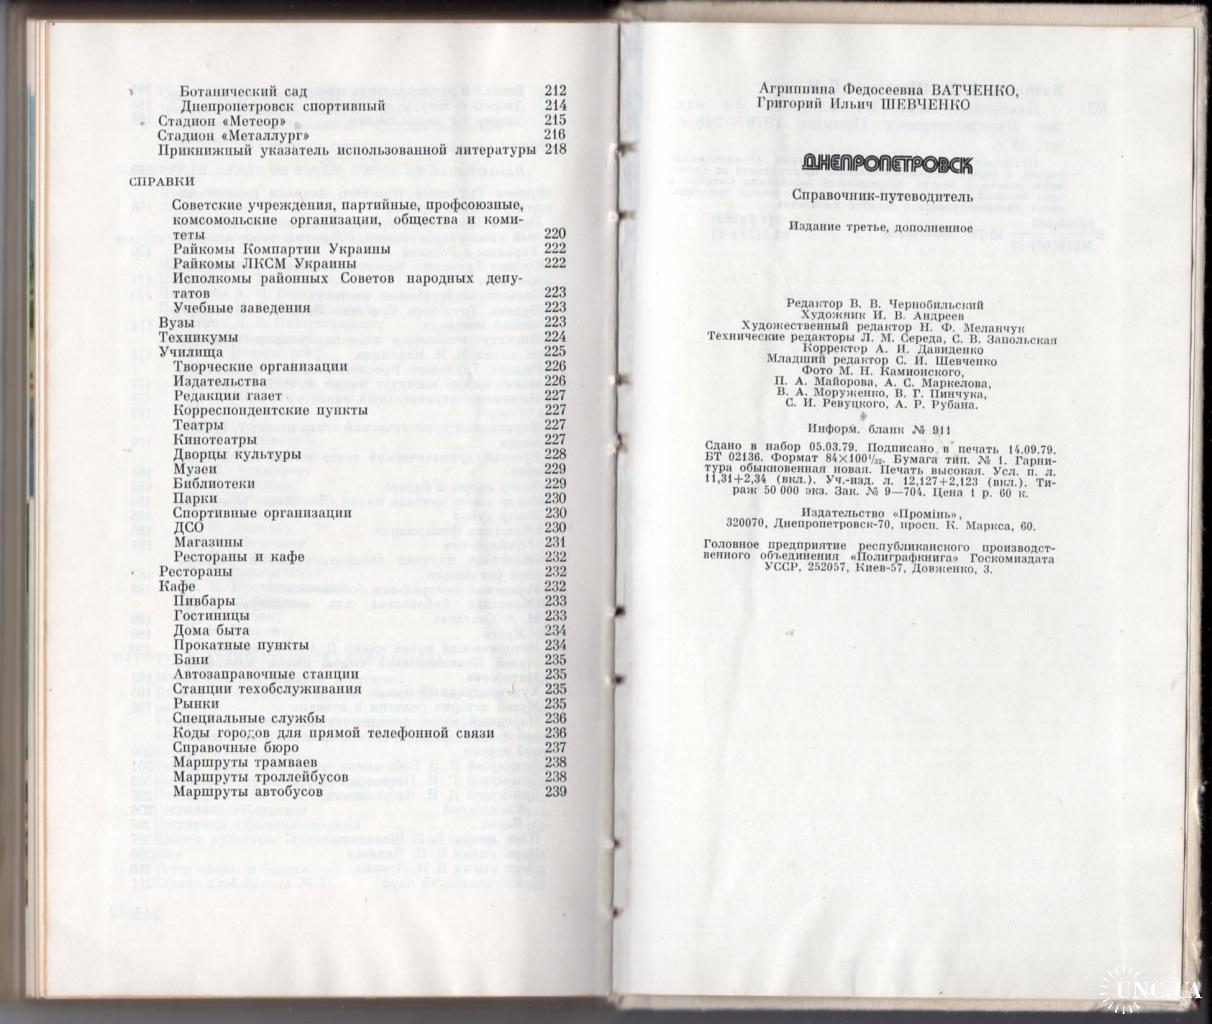 Ботанический сад 212
Днепропетровск спортивный 214
Стадион «Метеор» 215
Стадион «Металлург» 216
Прикнижный указатель использованной литературы 218
СПРАВКИ
Советские учреждения, партийные, профсоюзные,
комсомольские организации, общества и коми-
теты 220
Райкомы Компартии Украины 222
Райкомы ЛКСМ Украины 222
Исполкомы районных Советов народных депу-
татов 223
Учебные заведения 223
Вузы 223
Техникумы 224
Училища 225
Творческие организации 226
Издательства 226
Редакции газет 227
Корреспондентские пункты 227
Театры 227
Кинотеатры 227
Дворцы культуры 228
Музеи 229
Библиотеки 229
Парки 230
Спортивные организации 230
ДСО 230
Магазины 231
Рестораны и кафе 232
Рестораны 232
Кафе 232
Пивбары 233
Гостиницы 233
Дома быта 234
Прокатные пункты 234
Бани 235
Автозаправочные станции 235
Станции техобслуживания 235
Рынки 235
Специальные службы 236
Коды городов для прямой телефонной связи 236
Справочные бюро 237
Маршруты трамваев 238
Маршруты троллейбусов 238
Маршруты автобусов 239
Агриппина Федосеевна ВАТЧЕНКО,
Григорий Ильич ШЕВЧЕНКО
ДНЕПРОПЕТРОВСК
Справочник-путеводитель
Издание третье, дополненное
Редактор В. В. Чернобильский
Художник И. В. Андреев
Художественный редактор Н. Ф. Меланчук
Технические редакторы Л. М. Середа, С. В. Запольская
Корректор А. И. Давиденко
Младший редактор С. И. Шевченко
Фото М. Н. Камионского,
П. А. Майорова, А. С. Маркелова,
В. А. Моруженко, В. Г. Пинчука,
С. И. Ревуцкого, А. Р. Рубана.
Информ. бланк № 911
Сдано в набор 05.03.79. Подписано в печать 14.09.79.
БТ 02136. Формат 84×100¹/₃₂. Бумага тип. № 1. Гарни-
тура обыкновенная новая. Печать высокая. Усл. п. л.
11,31+2,34 (вкл.). Уч.-изд. л. 12,127+2,123 (вкл.). Ти-
раж 50 000 экз. Зак. № 9—704. Цена 1 р. 60 к.
Издательство «Промінь»,
320070, Днепропетровск-70, просп. К. Маркса, 60.
Головное предприятие республиканского производст-
венного объединения «Полиграфкнига» Госкомиздата
УССР, 252057, Киев-57, Довженко, 3.
UNC.UA